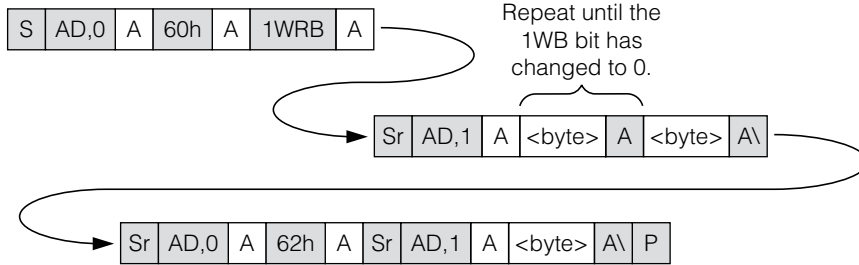 Repeat until the
1WB bit has
changed to 0.
S AD,0 A 60h A 1WRB A
Sr AD,1 A <byte> A <byte> A\
Sr AD,0 A 62h A Sr AD,1 A <byte> A\ P